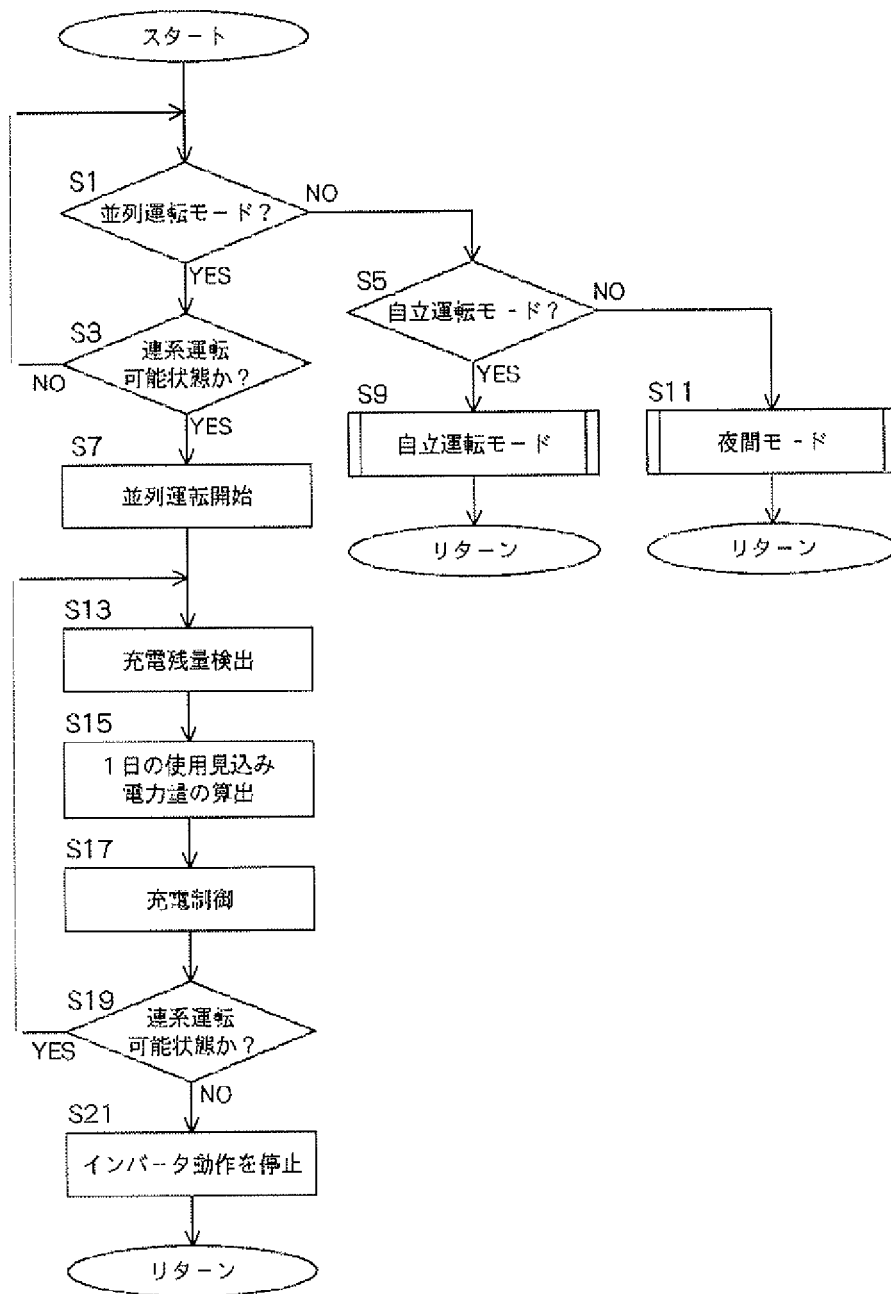 スタート
S1
並列運転モード？
NO
YES
S3
連系運転
可能状態か？
NO
YES
S5
自立運転モード？
NO
YES
S7
並列運転開始
S9
自立運転モード
リターン
S11
夜間モード
リターン
S13
充電残量検出
S15
１日の使用見込み
電力量の算出
S17
充電制御
S19
連系運転
可能状態か？
YES
NO
S21
インバータ動作を停止
リターン